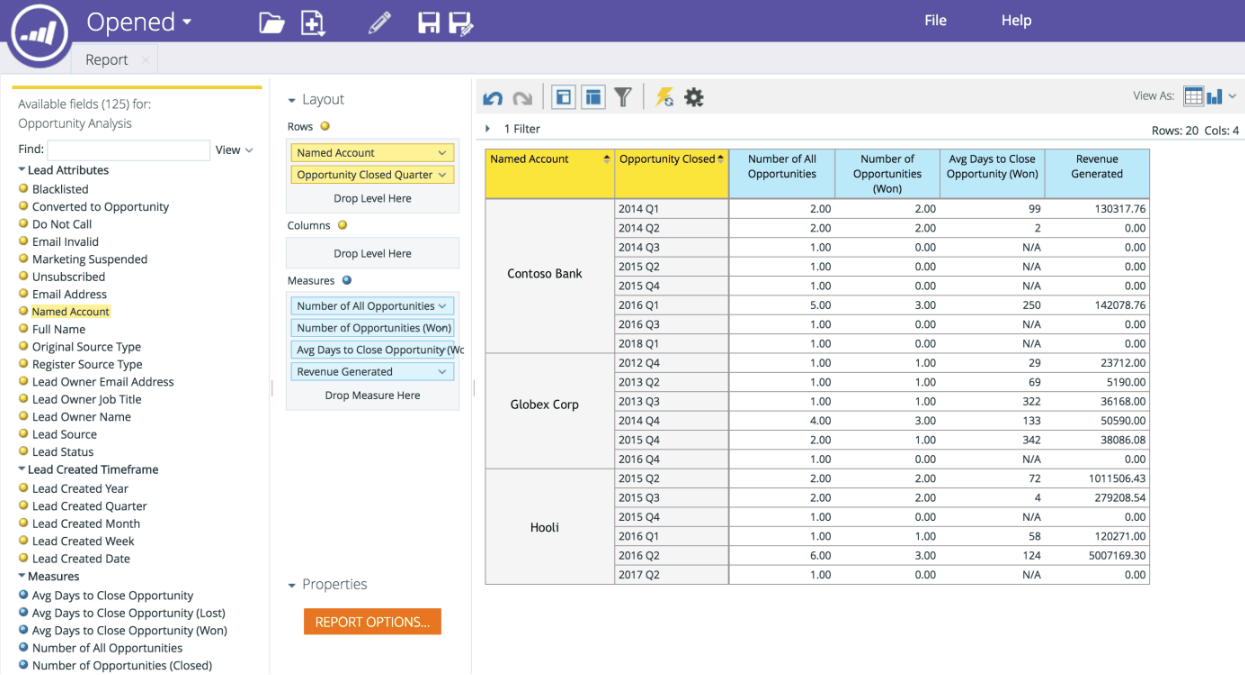 Opened
File
Help
Report
Available fields (125) for:
Opportunity Analysis
Find:
View
Lead Attributes
Blacklisted
Converted to Opportunity
Do Not Call
Email Invalid
Marketing Suspended
Unsubscribed
Email Address
Named Account
Full Name
Original Source Type
Register Source Type
Lead Owner Email Address
Lead Owner Job Title
Lead Owner Name
Lead Source
Lead Status
Lead Created Timeframe
Lead Created Year
Lead Created Quarter
Lead Created Month
Lead Created Week
Lead Created Date
Measures
Avg Days to Close Opportunity
Avg Days to Close Opportunity (Lost)
Avg Days to Close Opportunity (Won)
Number of All Opportunities
Number of Opportunities (Closed)
Layout
Rows
Named Account
Opportunity Closed Quarter
Drop Level Here
Columns
Drop Level Here
Measures
Number of All Opportunities
Number of Opportunities (Won)
Avg Days to Close Opportunity (Wo
Revenue Generated
Drop Measure Here
Properties
REPORT OPTIONS...
View As:
1 Filter
Rows: 20 Cols: 4
Named Account
Opportunity Closed
Number of All
Opportunities
Number of
Opportunities
(Won)
Avg Days to Close
Opportunity (Won)
Revenue
Generated
Contoso Bank
2014 Q1 2.00 2.00 99 130317.76
2014 Q2 2.00 2.00 2 0.00
2014 Q3 1.00 0.00 N/A 0.00
2015 Q2 1.00 0.00 N/A 0.00
2015 Q4 1.00 0.00 N/A 0.00
2016 Q1 5.00 3.00 250 142078.76
2016 Q3 1.00 0.00 N/A 0.00
2018 Q1 1.00 0.00 N/A 0.00
Globex Corp
2012 Q4 1.00 1.00 29 23712.00
2013 Q2 1.00 1.00 69 5190.00
2013 Q3 1.00 1.00 322 36168.00
2014 Q4 4.00 3.00 133 50590.00
2015 Q4 2.00 1.00 342 38086.08
2016 Q4 1.00 0.00 N/A 0.00
Hooli
2015 Q2 2.00 2.00 72 1011506.43
2015 Q3 2.00 2.00 4 279208.54
2015 Q4 1.00 0.00 N/A 0.00
2016 Q1 1.00 1.00 58 120271.00
2016 Q2 6.00 3.00 124 5007169.30
2017 Q2 1.00 0.00 N/A 0.00